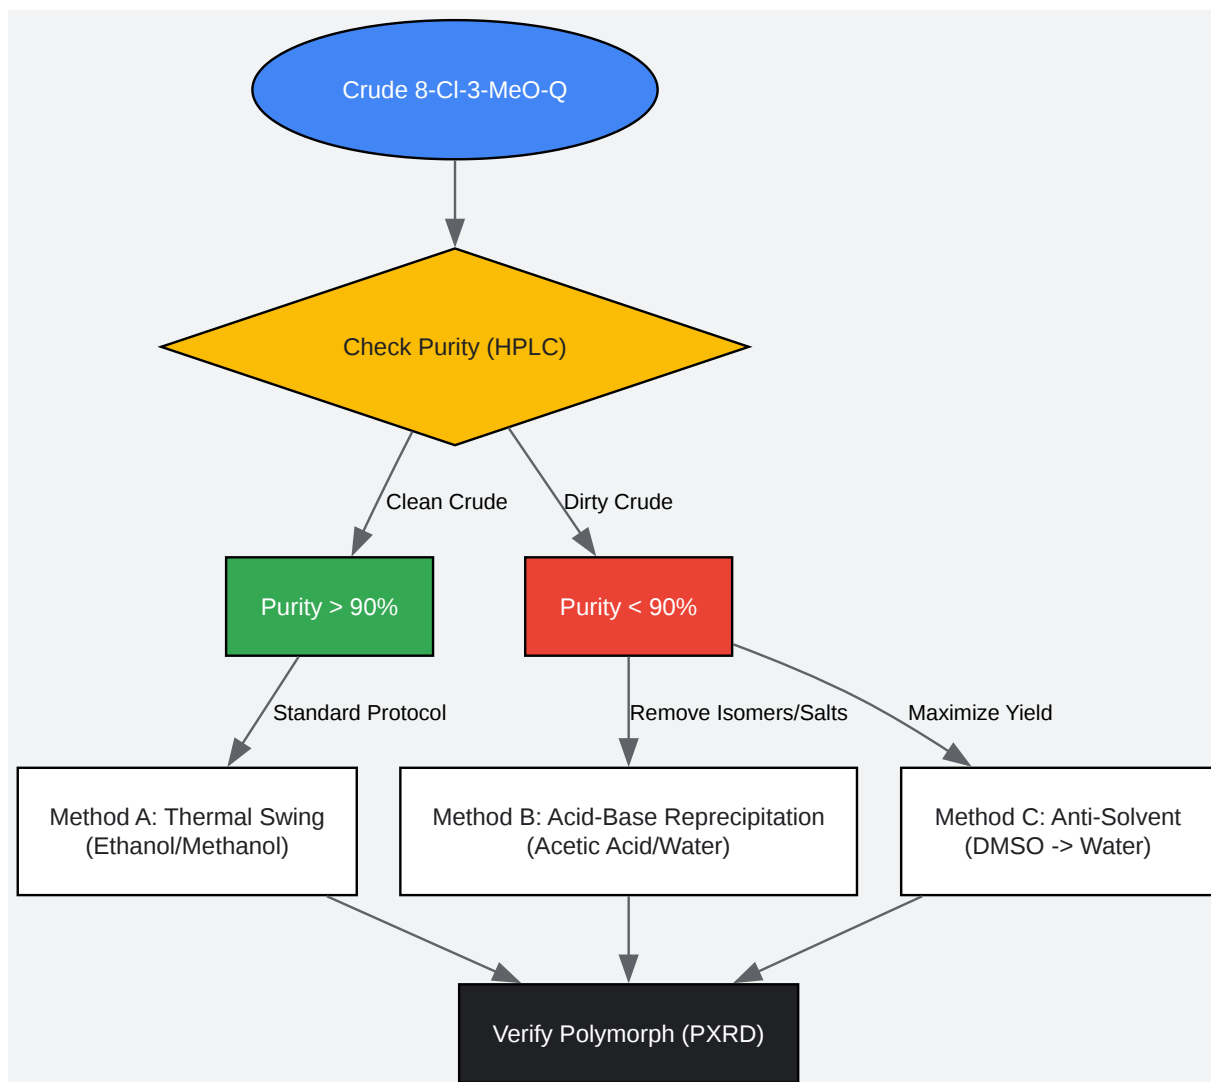 Crude 8-Cl-3-MeO-Q
Check Purity (HPLC)
Clean Crude
Dirty Crude
Purity > 90%
Purity < 90%
Standard Protocol
Remove Isomers/Salts
Maximize Yield
Method A: Thermal Swing
(Ethanol/Methanol)
Method B: Acid-Base Reprecipitation
(Acetic Acid/Water)
Method C: Anti-Solvent
(DMSO -> Water)
Verify Polymorph (PXRD)